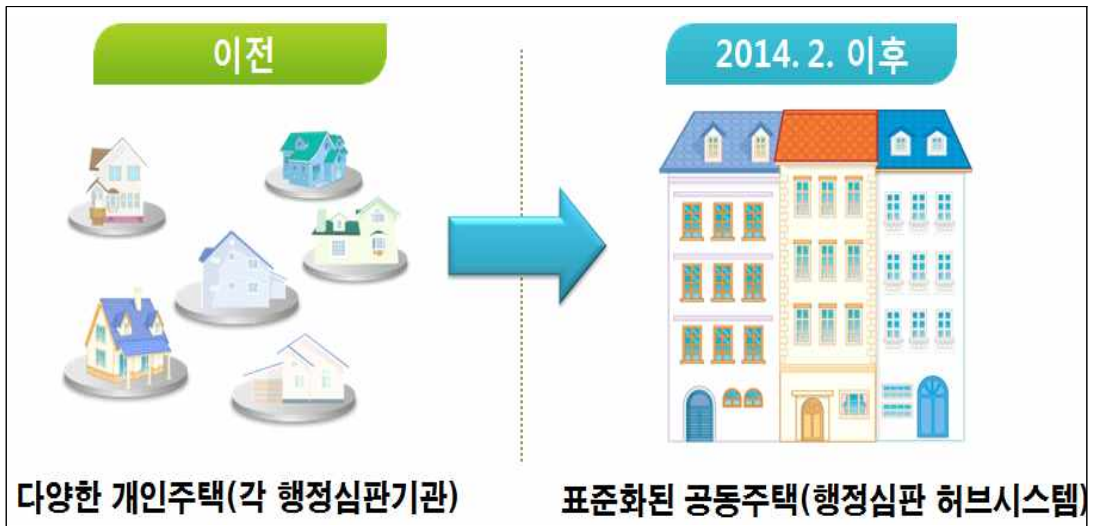 이전
2014. 2. 이후
다양한 개인주택(각 행정심판기관)
표준화된 공동주택(행정심판 허브시스템)